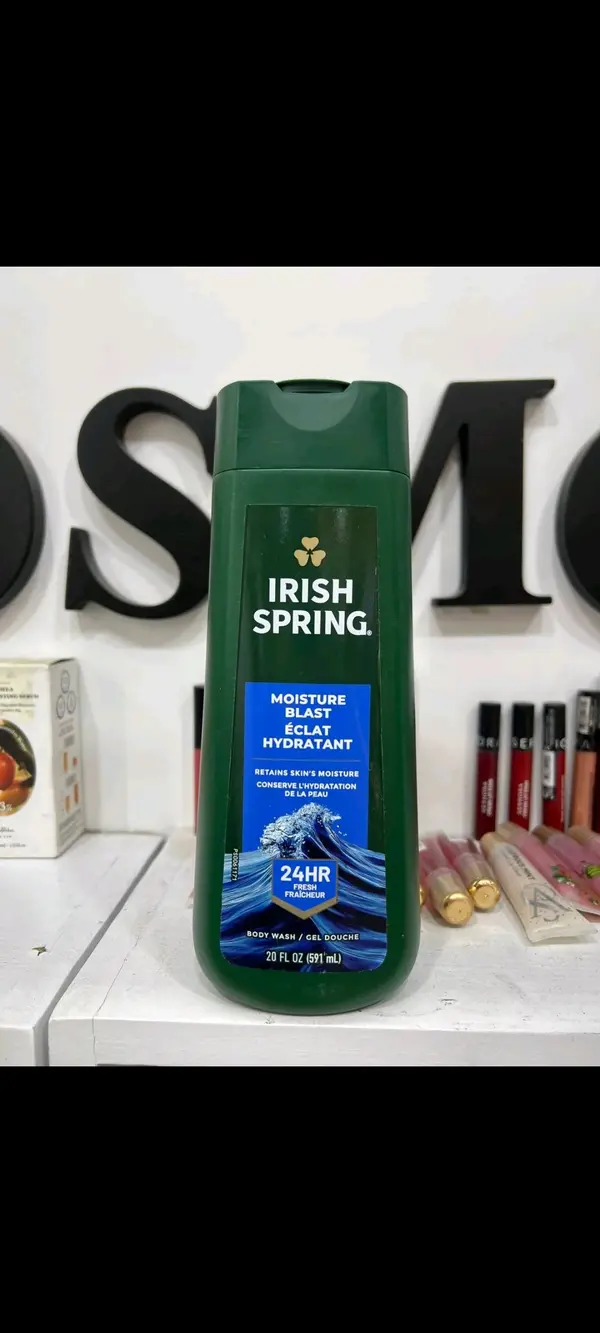 OSMO
IRISH
SPRING®
MOISTURE
BLAST
ÉCLAT
HYDRATANT
RETAINS SKIN'S MOISTURE
CONSERVE L'HYDRATATION
DE LA PEAU
24HR
FRESH
FRAÎCHEUR
BODY WASH / GEL DOUCHE
20 FL OZ (591 mL)